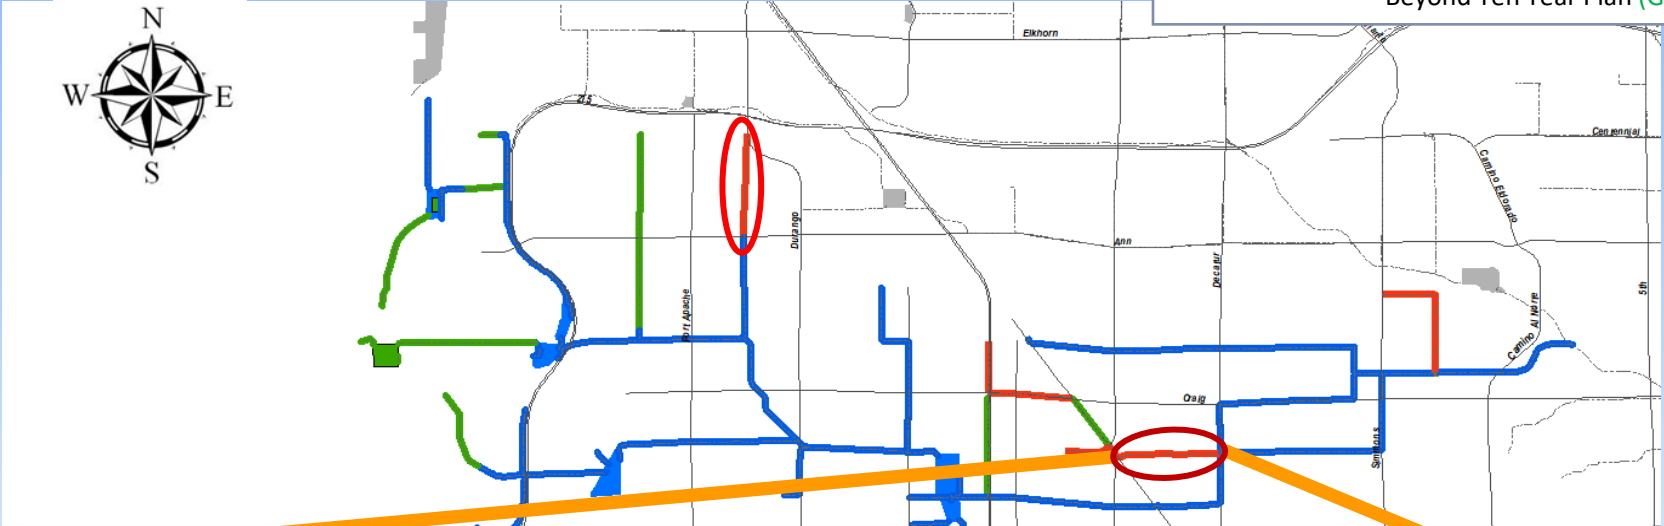 Beyond Ten Year Plan (G
N
W
E
S
Elkhorn
215
Centennial
Camino Eldorado
Durango
Ann
Decatur
Fort Apache
5th
Al Norte
Camino
Craig
Simmons